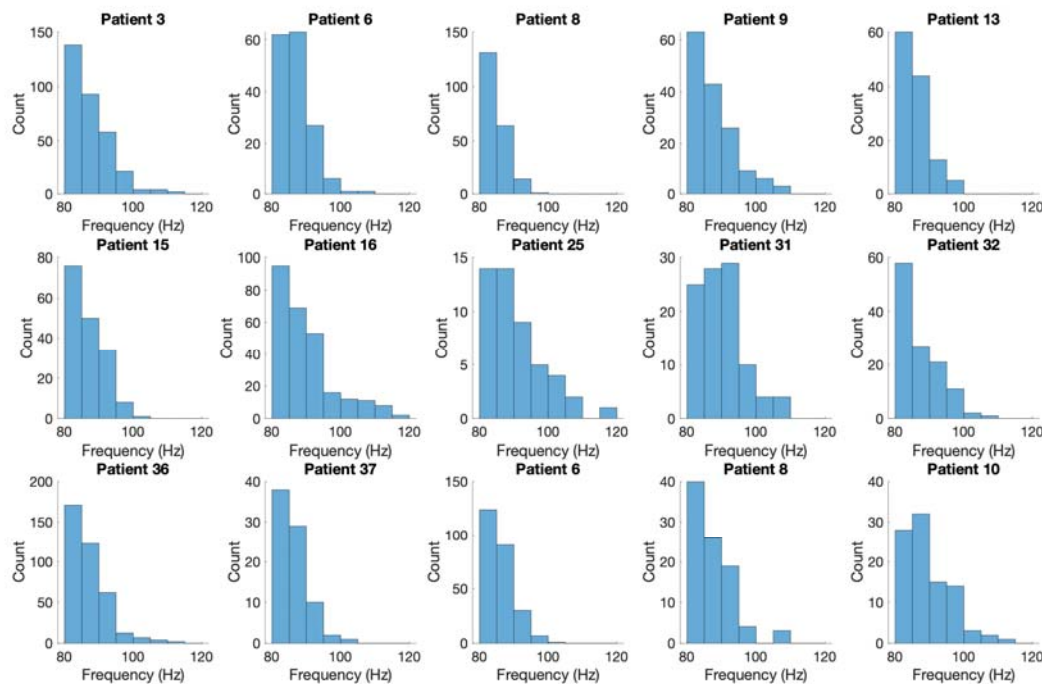 Patient 3
150
100
50
0
Count
80 100 120
Frequency (Hz)
Patient 6
60
40
20
0
Count
80 100 120
Frequency (Hz)
Patient 8
150
100
50
0
Count
80 100 120
Frequency (Hz)
Patient 9
60
40
20
0
Count
80 100 120
Frequency (Hz)
Patient 13
60
40
20
0
Count
80 100 120
Frequency (Hz)
Patient 15
80
60
40
20
0
Count
80 100 120
Frequency (Hz)
Patient 16
100
80
60
40
20
0
Count
80 100 120
Frequency (Hz)
Patient 25
15
10
5
0
Count
80 100 120
Frequency (Hz)
Patient 31
30
20
10
0
Count
80 100 120
Frequency (Hz)
Patient 32
60
40
20
0
Count
80 100 120
Frequency (Hz)
Patient 36
200
150
100
50
0
Count
80 100 120
Frequency (Hz)
Patient 37
40
30
20
10
0
Count
80 100 120
Frequency (Hz)
Patient 6
150
100
50
0
Count
80 100 120
Frequency (Hz)
Patient 8
40
30
20
10
0
Count
80 100 120
Frequency (Hz)
Patient 10
40
30
20
10
0
Count
80 100 120
Frequency (Hz)